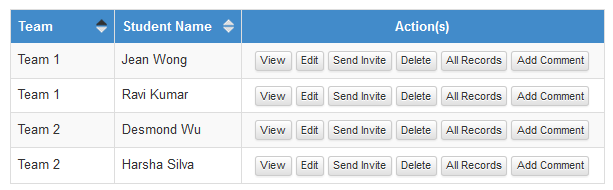 Team Student Name Action(s)
Team 1 Jean Wong View Edit Send Invite Delete All Records Add Comment
Team 1 Ravi Kumar View Edit Send Invite Delete All Records Add Comment
Team 2 Desmond Wu View Edit Send Invite Delete All Records Add Comment
Team 2 Harsha Silva View Edit Send Invite Delete All Records Add Comment